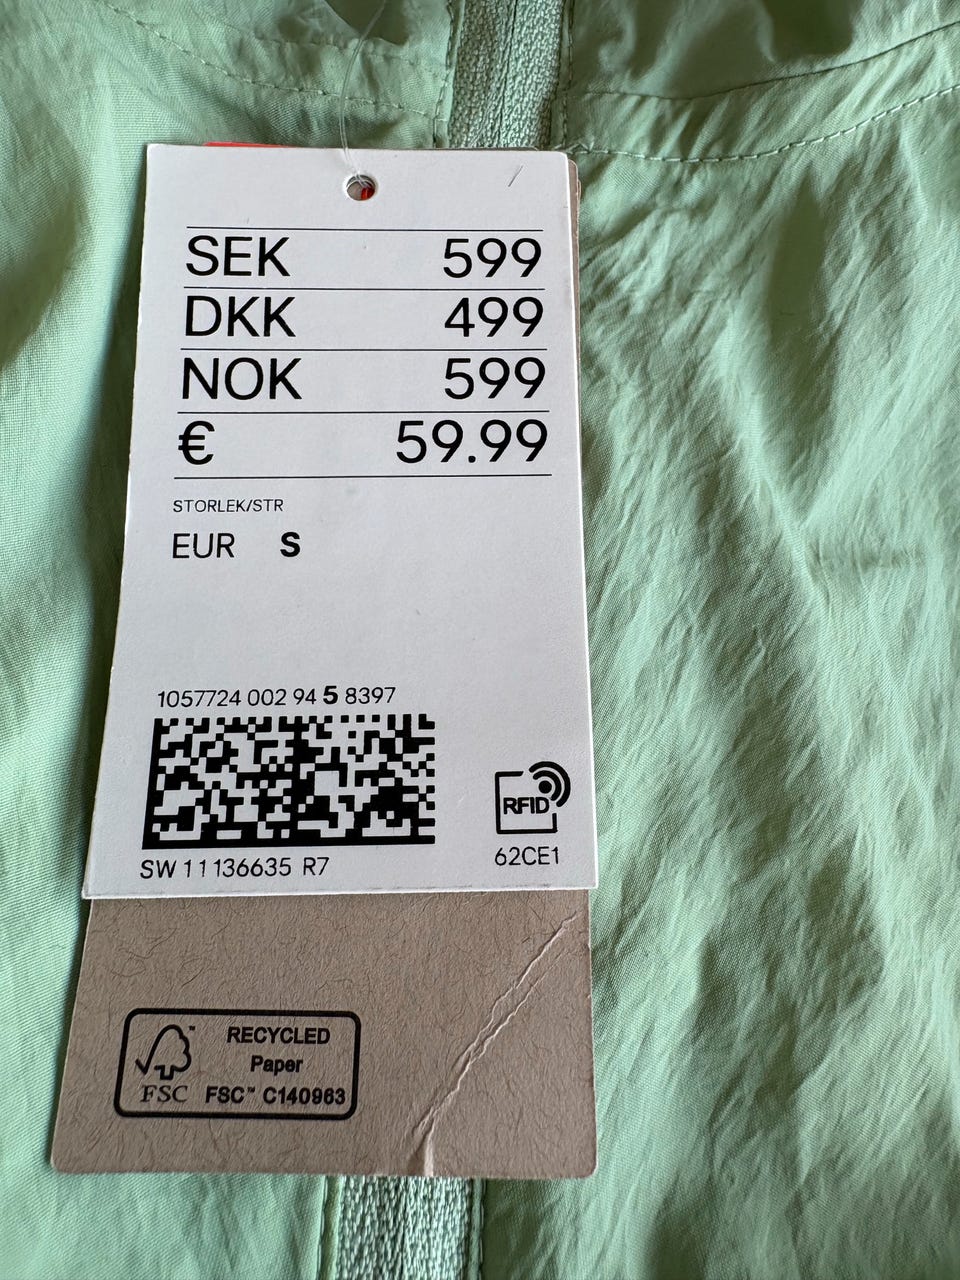 SEK 599
DKK 499
NOK 599
€ 59.99
STORLEK/STR
EUR S
1057724 002 94 5 8397
RFID
SW 11136635 R7
62CE1
RECYCLED
Paper
FSC™ C140963
FSC